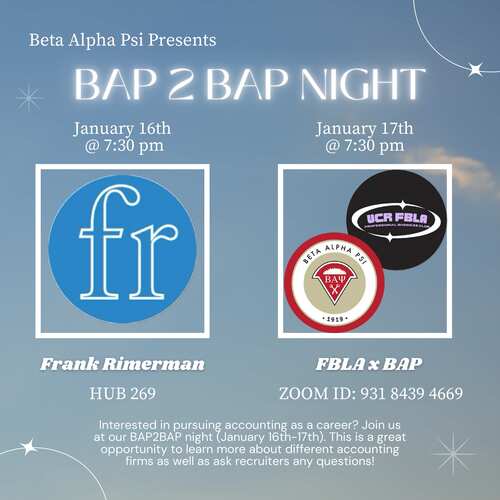 Beta Alpha Psi Presents
BAP 2 BAP NIGHT
January 16th
@ 7:30 pm
fr
Frank Rimerman
HUB 269
January 17th
@ 7:30 pm
UCR FBLA
PROFESSIONAL BUSINESS CLUB
BETA ALPHA PSI
ΒΑΨ
• 1919 •
FBLA x BAP
ZOOM ID: 931 8439 4669
Interested in pursuing accounting as a career? Join us
at our BAP2BAP night (January 16th-17th). This is a great
opportunity to learn more about different accounting
firms as well as ask recruiters any questions!